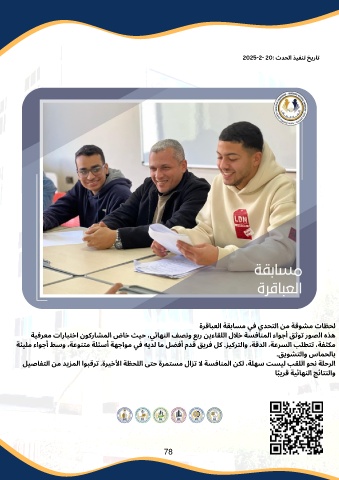 تاريخ تنفيذ الحدث :20 -2-2025
LDN
مسابقة
العباقرة
لحظات مشوقة من التحدي في مسابقة العباقرة
هذه الصور توثق أجواء المنافسة خلال اللقاءين ربع ونصف النهائي، حيث خاض المشاركون اختبارات معرفية
مكثفة، تتطلب السرعة، الدقة، والتركيز. كل فريق قدم أفضل ما لديه في مواجهة أسئلة متنوعة، وسط أجواء مليئة
بالحماس والتشويق.
الرحلة نحو اللقب ليست سهلة، لكن المنافسة لا تزال مستمرة حتى اللحظة الأخيرة. ترقبوا المزيد من التفاصيل
والنتائج النهائية قريبًا
78